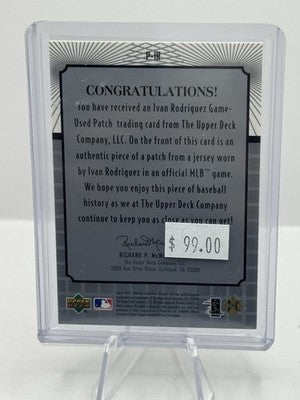 P-IR
CONGRATULATIONS!
You have received an Ivan Rodriguez Game-
Used Patch trading card from The Upper Deck
Company, LLC. On the front of this card is an
authentic piece of a patch from a jersey worn
by Ivan Rodriguez in an official MLB™ game.
We hope you enjoy this piece of baseball
history as we at The Upper Deck Company
continue to keep you as close as you can get!
$ 99.00
RICHARD P. McW
The Upper Deck Company, LLC